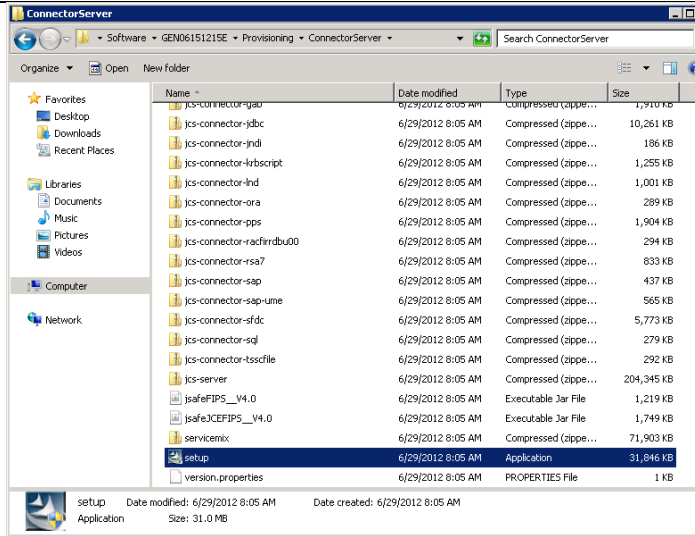 ConnectorServer
Software GEN06151215E Provisioning ConnectorServer Search ConnectorServer
Organize Open New folder
Name Date modified Type Size
Favorites
Desktop
Downloads
Recent Places
Libraries
Documents
Music
Pictures
Videos
Computer
Network
jcs-connector-gab 6/29/2012 8:05 AM Compressed (zippe... 1,910 KB
jcs-connector-jdbc 6/29/2012 8:05 AM Compressed (zippe... 10,261 KB
jcs-connector-jndi 6/29/2012 8:05 AM Compressed (zippe... 186 KB
jcs-connector-krbscript 6/29/2012 8:05 AM Compressed (zippe... 1,255 KB
jcs-connector-lnd 6/29/2012 8:05 AM Compressed (zippe... 1,001 KB
jcs-connector-ora 6/29/2012 8:05 AM Compressed (zippe... 289 KB
jcs-connector-pps 6/29/2012 8:05 AM Compressed (zippe... 1,904 KB
jcs-connector-racfirrdbu00 6/29/2012 8:05 AM Compressed (zippe... 294 KB
jcs-connector-rsa7 6/29/2012 8:05 AM Compressed (zippe... 833 KB
jcs-connector-sap 6/29/2012 8:05 AM Compressed (zippe... 437 KB
jcs-connector-sap-ume 6/29/2012 8:05 AM Compressed (zippe... 565 KB
jcs-connector-sfdc 6/29/2012 8:05 AM Compressed (zippe... 5,773 KB
jcs-connector-sql 6/29/2012 8:05 AM Compressed (zippe... 279 KB
jcs-connector-tsscfile 6/29/2012 8:05 AM Compressed (zippe... 292 KB
jcs-server 6/29/2012 8:05 AM Compressed (zippe... 204,345 KB
jsafeFIPS__V4.0 6/29/2012 8:05 AM Executable Jar File 1,219 KB
jsafeJCEFIPS__V4.0 6/29/2012 8:05 AM Executable Jar File 1,749 KB
servicemix 6/29/2012 8:05 AM Compressed (zippe... 71,903 KB
setup 6/29/2012 8:05 AM Application 31,846 KB
version.properties 6/29/2012 8:05 AM PROPERTIES File 1 KB
setup Date modified: 6/29/2012 8:05 AM Date created: 6/29/2012 8:05 AM
Application Size: 31.0 MB